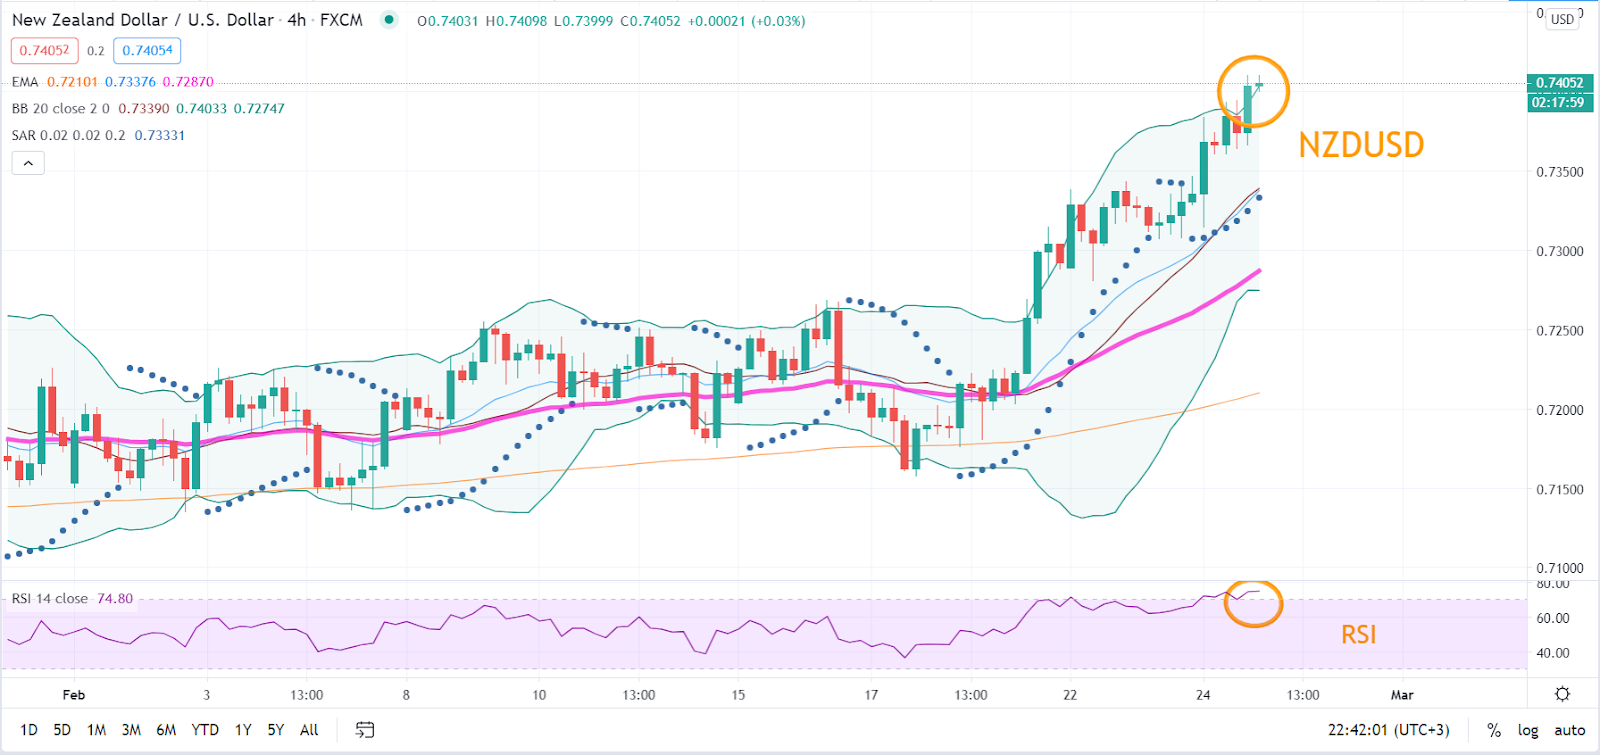 New Zealand Dollar / U.S. Dollar · 4h · FXCM O0.74031 H0.74098 L0.73999 C0.74052 +0.00021 (+0.03%)
USD
0.74052 0.2 0.74054
EMA 0.72101 0.73376 0.72870
0.74052
02:17:59
BB 20 close 2 0 0.73390 0.74033 0.72747
SAR 0.02 0.02 0.2 0.73331
NZDUSD
0.73500
0.73000
0.72500
0.72000
0.71500
0.71000
80.00
RSI 14 close 74.80
60.00
RSI
40.00
Feb 3 13:00 8 10 13:00 15 17 13:00 22 24 13:00 Mar
1D 5D 1M 3M 6M YTD 1Y 5Y All 22:42:01 (UTC+3) % log auto